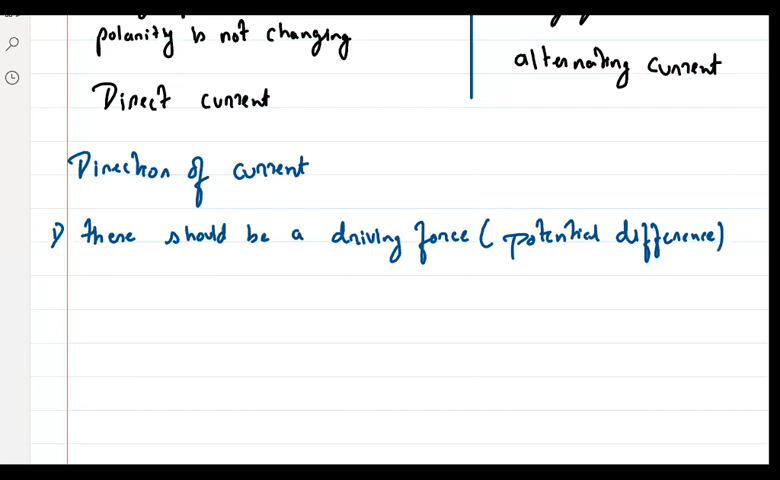 polarity is not changing
alternating current
Direct current
Direction of current
1) there should be a driving force ( potential difference)